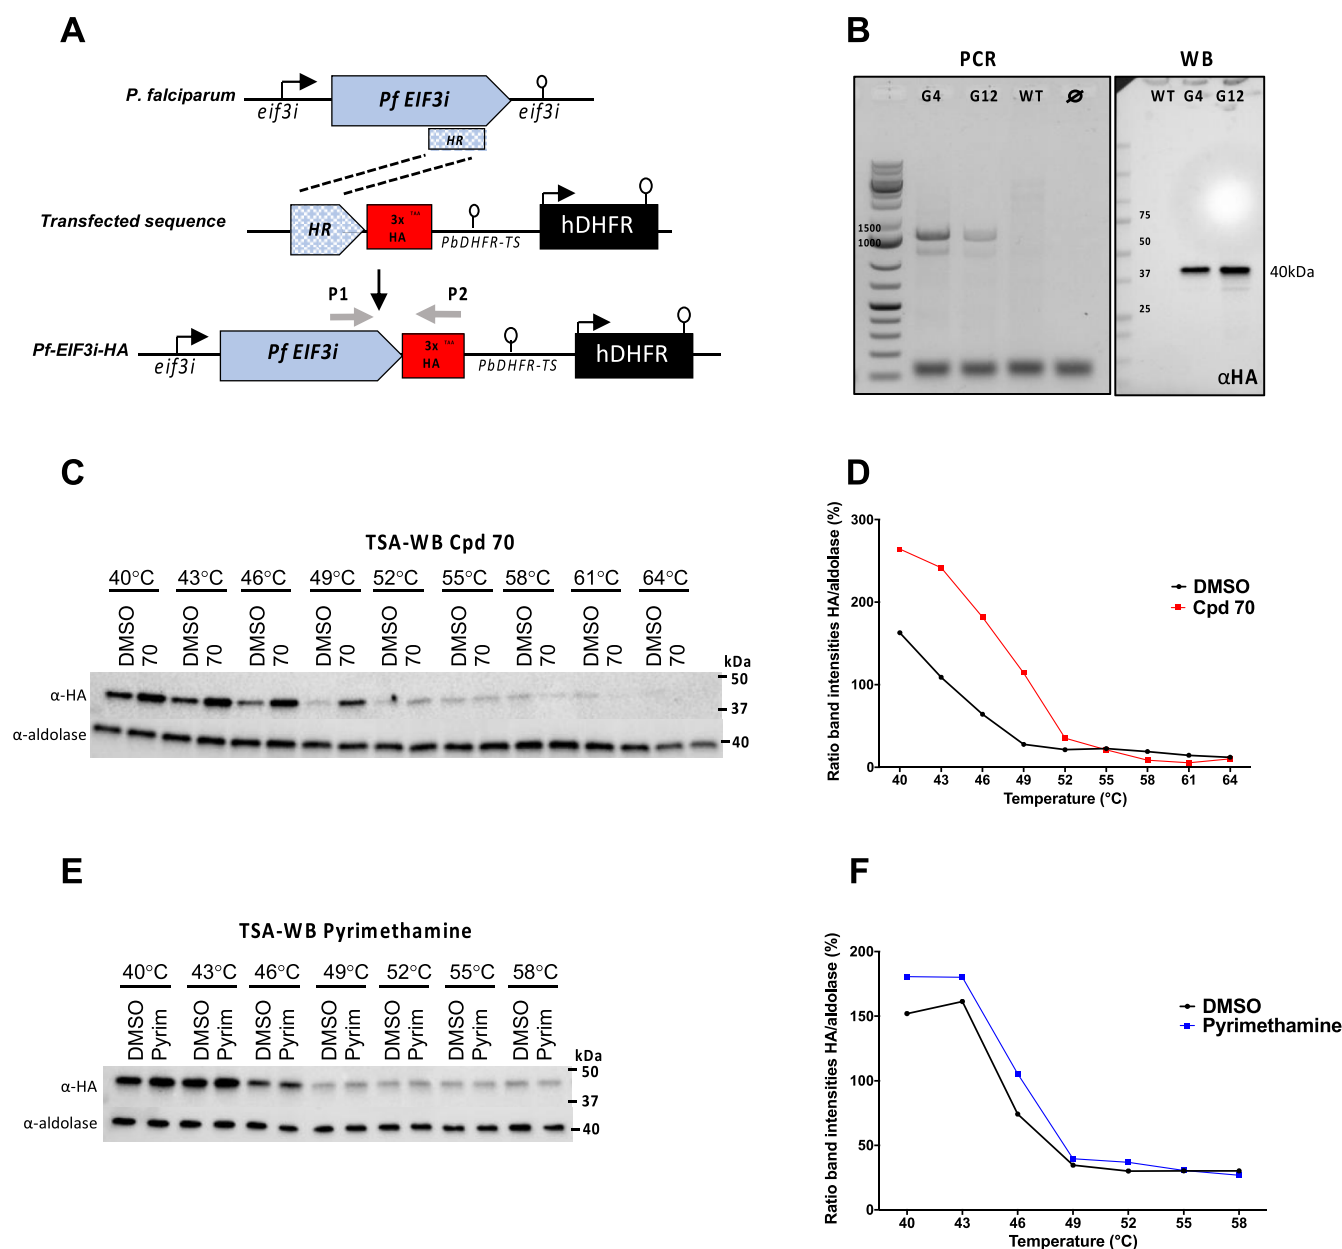 A
P. falciparum
eif3i
Pf EIF3i
eif3i
HR
Transfected sequence
HR
3x
HA
TAA
PbDHFR-TS
hDHFR
P1
P2
Pf-EIF3i-HA
eif3i
Pf EIF3i
3x
HA
PbDHFR-TS
hDHFR
B
PCR
WB
G4 G12 WT Ø
WT G4 G12
1500
1000
75
50
37
25
40kDa
αHA
C
TSA-WB Cpd 70
40°C 43°C 46°C 49°C 52°C 55°C 58°C 61°C 64°C
DMSO 70 DMSO 70 DMSO 70 DMSO 70 DMSO 70 DMSO 70 DMSO 70 DMSO 70 DMSO 70
kDa
α-HA
50
37
α-aldolase
40
D
Ratio band intensities HA/aldolase (%)
300
200
100
0
40 43 46 49 52 55 58 61 64
Temperature (°C)
DMSO
Cpd 70
E
TSA-WB Pyrimethamine
40°C 43°C 46°C 49°C 52°C 55°C 58°C
DMSO Pyrim DMSO Pyrim DMSO Pyrim DMSO Pyrim DMSO Pyrim DMSO Pyrim DMSO Pyrim
kDa
α-HA
50
37
α-aldolase
40
F
Ratio band intensities HA/aldolase (%)
200
150
100
50
0
40 43 46 49 52 55 58
Temperature (°C)
DMSO
Pyrimethamine